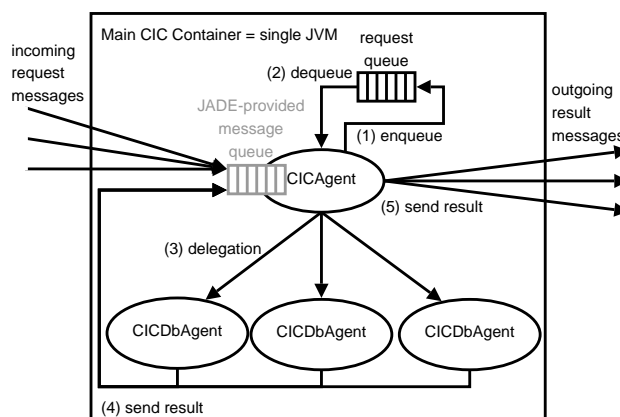 Main CIC Container = single JVM
incoming
request
messages
request
queue
(2) dequeue
JADE-provided
message
queue
(1) enqueue
outgoing
result
messages
CICAgent
(5) send result
(3) delegation
CICDbAgent
CICDbAgent
CICDbAgent
(4) send result